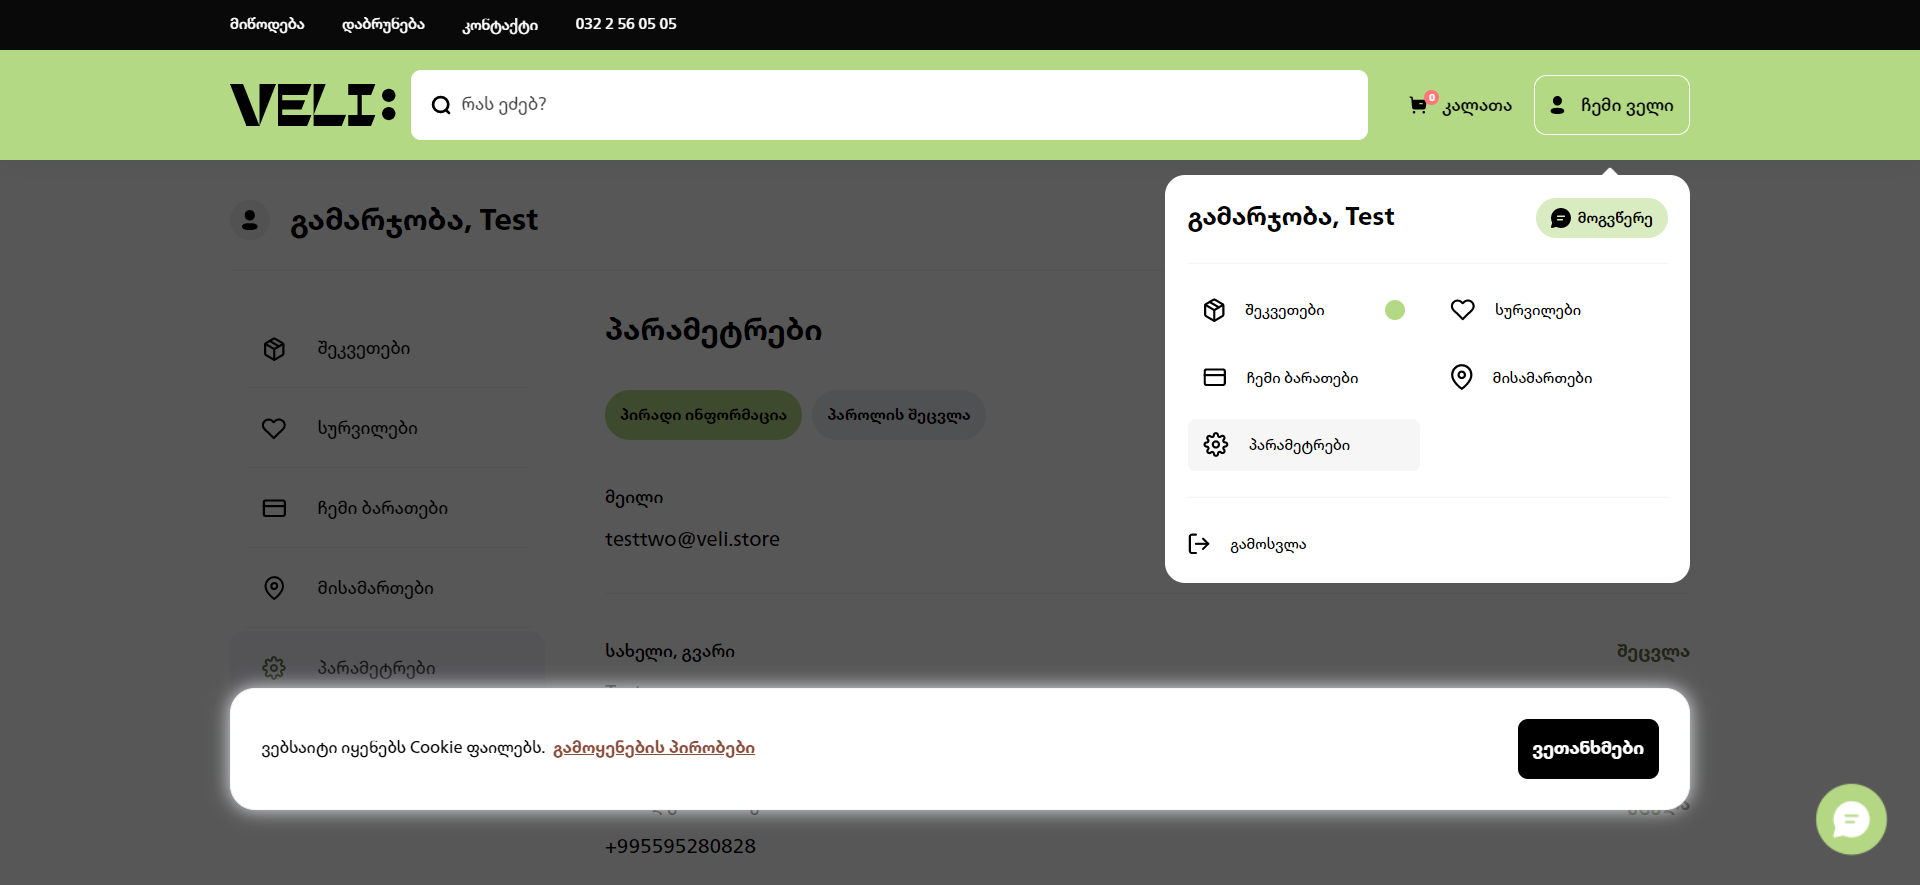 მიწოდება
დაბრუნება
კონტაქტი
032 2 56 05 05
VELI:
რას ეძებ?
0
კალათა
ჩემი ველი
გამარჯობა, Test
შეკვეთები
სურვილები
ჩემი ბარათები
მისამართები
პარამეტრები
პარამეტრები
პირადი ინფორმაცია
პაროლის შეცვლა
მეილი
testtwo@veli.store
სახელი, გვარი
შეცვლა
+995595280828
გამარჯობა, Test
მოგვწერე
შეკვეთები
სურვილები
ჩემი ბარათები
მისამართები
პარამეტრები
გამოსვლა
ვებსაიტი იყენებს Cookie ფაილებს. გამოყენების პირობები
ვეთანხმები